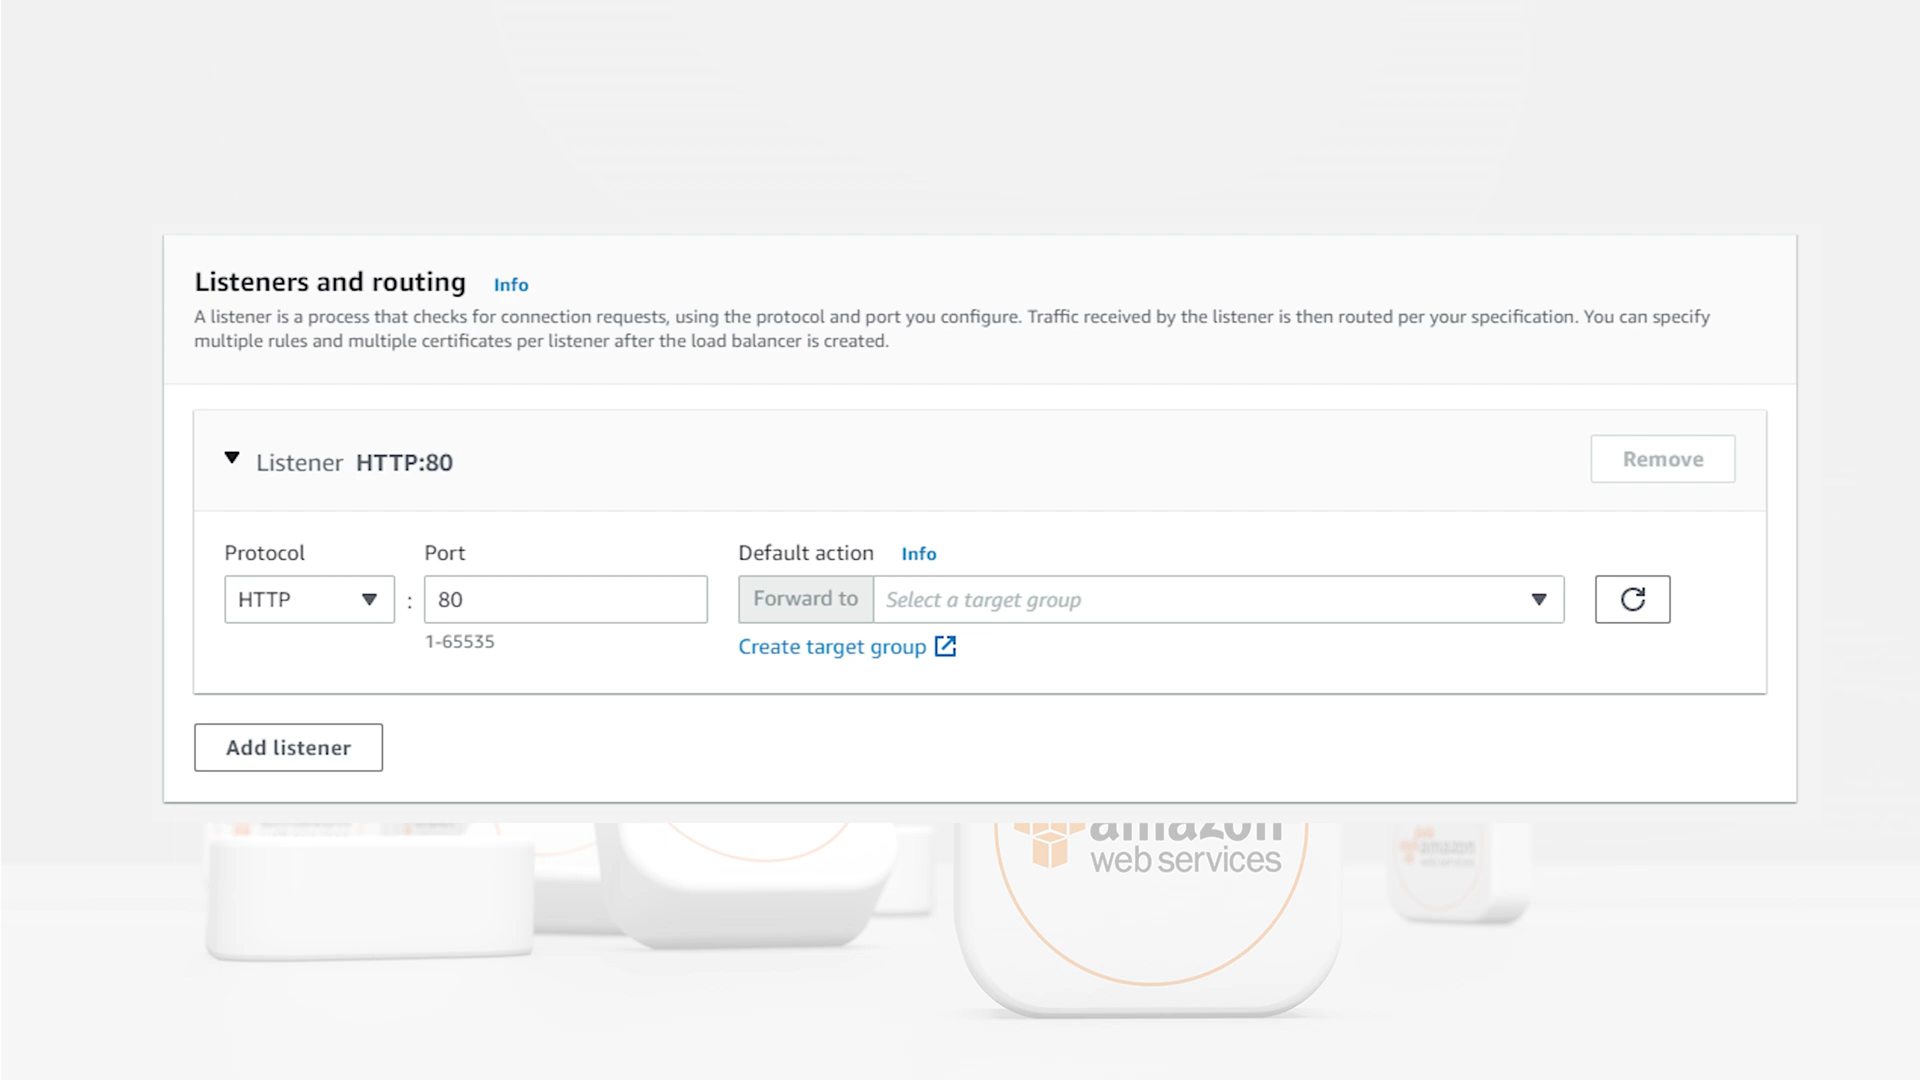 Listeners and routing Info
A listener is a process that checks for connection requests, using the protocol and port you configure. Traffic received by the listener is then routed per your specification. You can specify
multiple rules and multiple certificates per listener after the load balancer is created.
Listener HTTP:80
Remove
Protocol Port Default action Info
HTTP : 80 Forward to Select a target group
1-65535
Create target group
Add listener
amazon
web services